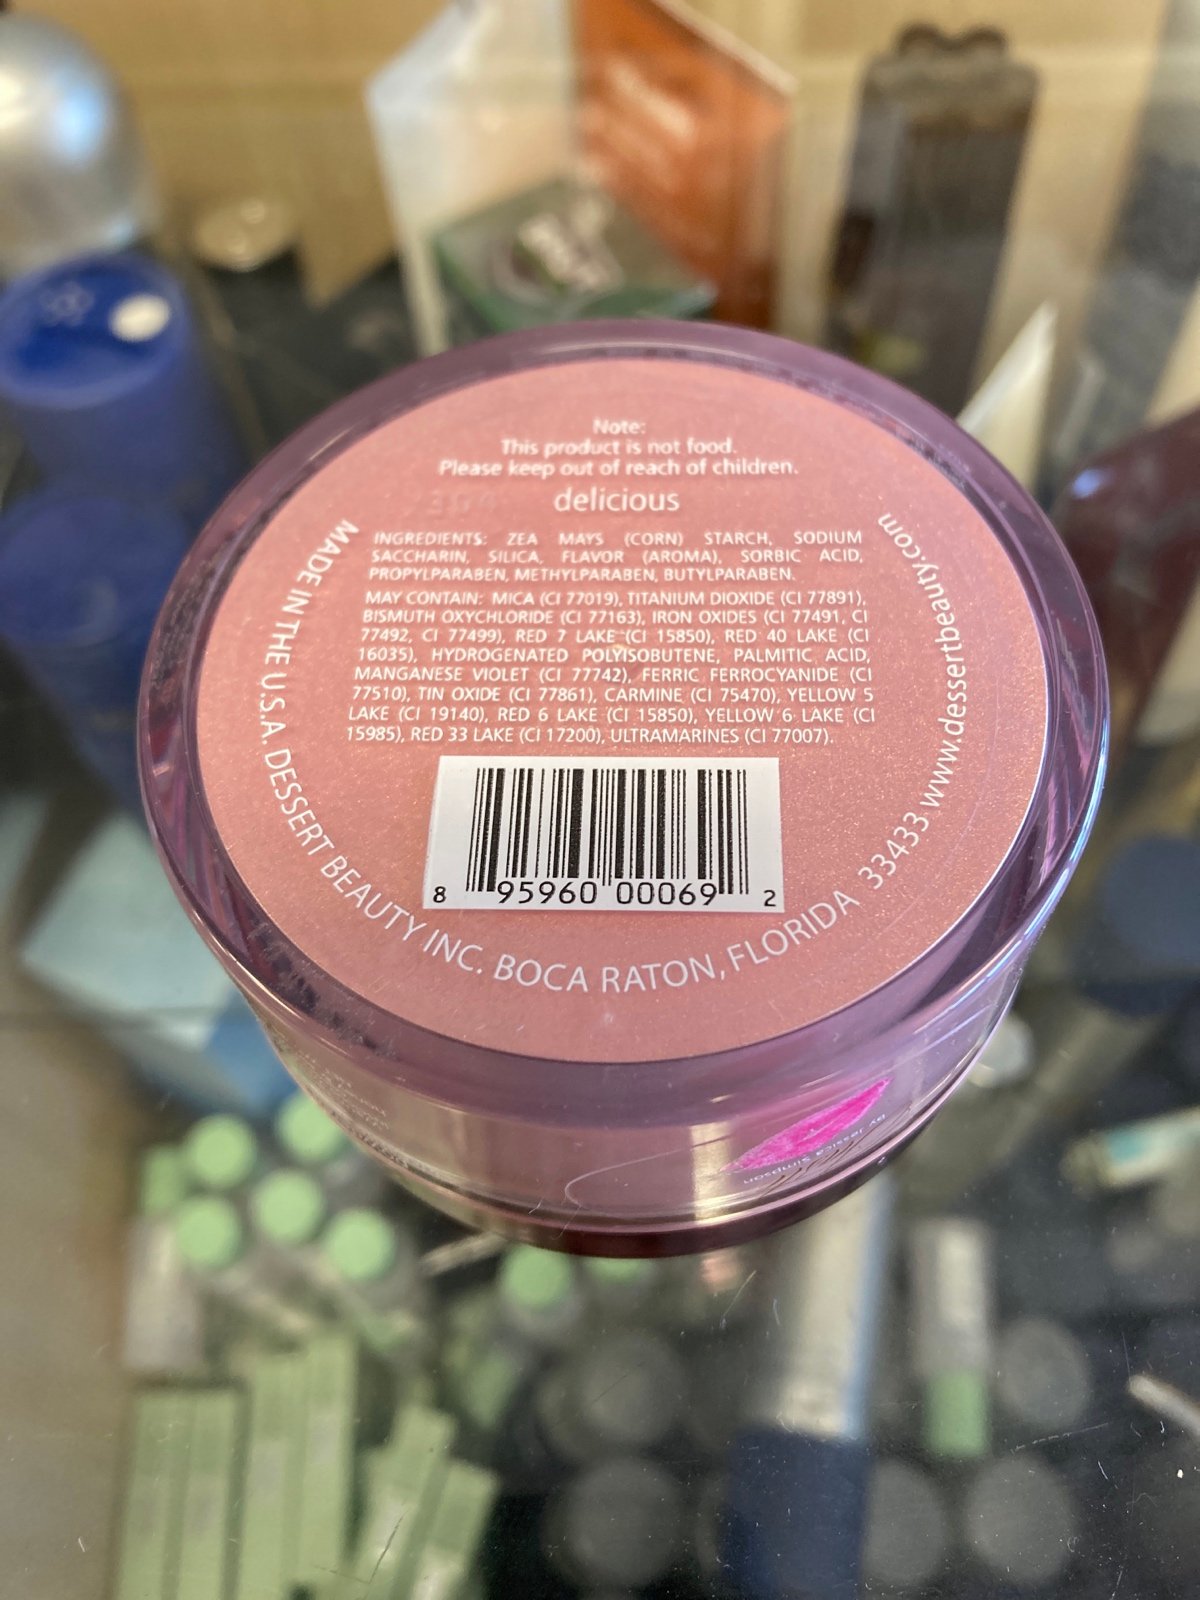 Note:
This product is not food.
Please keep out of reach of children.
delicious
INGREDIENTS: ZEA MAYS (CORN) STARCH, SODIUM
SACCHARIN, SILICA, FLAVOR (AROMA), SORBIC ACID,
PROPYLPARABEN, METHYLPARABEN, BUTYLPARABEN.
MAY CONTAIN: MICA (CI 77019), TITANIUM DIOXIDE (CI 77891),
BISMUTH OXYCHLORIDE (CI 77163), IRON OXIDES (CI 77491, CI
77492, CI 77499), RED 7 LAKE (CI 15850), RED 40 LAKE (CI
16035), HYDROGENATED POLYISOBUTENE, PALMITIC ACID,
MANGANESE VIOLET (CI 77742), FERRIC FERROCYANIDE (CI
77510), TIN OXIDE (CI 77861), CARMINE (CI 75470), YELLOW 5
LAKE (CI 19140), RED 6 LAKE (CI 15850), YELLOW 6 LAKE (CI
15985), RED 33 LAKE (CI 17200), ULTRAMARINES (CI 77007).
8 95960 00069 2
MADE IN THE U.S.A. DESSERT BEAUTY INC. BOCA RATON, FLORIDA 33433 www.dessertbeauty.com
By Jessica Simpson